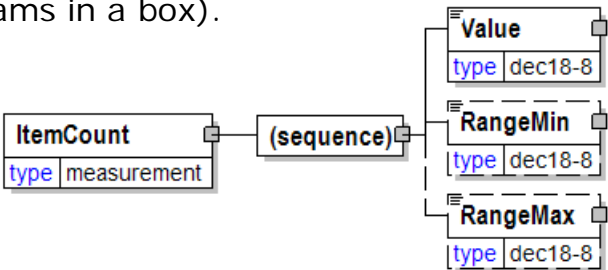 ams in a box).
Value
type dec18-8
ItemCount
type measurement
(sequence)
RangeMin
type dec18-8
RangeMax
type dec18-8